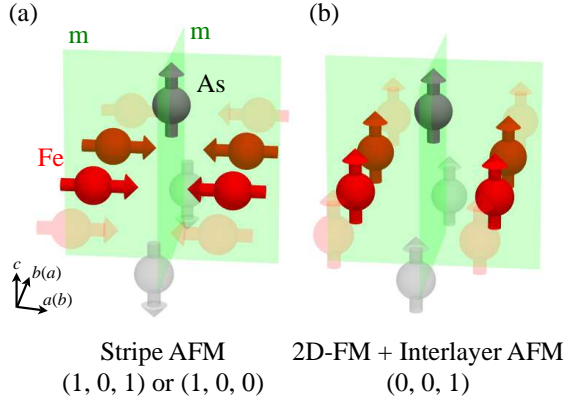 (a)
(b)
m
m
As
Fe
c
b(a)
a(b)
Stripe AFM
(1, 0, 1) or (1, 0, 0)
2D-FM + Interlayer AFM
(0, 0, 1)